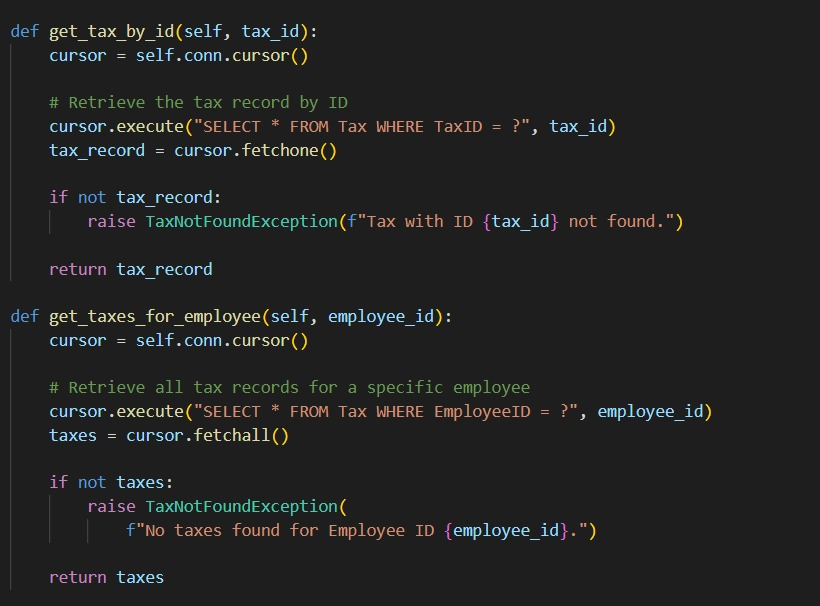 def get_tax_by_id(self, tax_id):
    cursor = self.conn.cursor()
    # Retrieve the tax record by ID
    cursor.execute("SELECT * FROM Tax WHERE TaxID = ?", tax_id)
    tax_record = cursor.fetchone()
    if not tax_record:
        raise TaxNotFoundException(f"Tax with ID {tax_id} not found.")
    return tax_record
def get_taxes_for_employee(self, employee_id):
    cursor = self.conn.cursor()
    # Retrieve all tax records for a specific employee
    cursor.execute("SELECT * FROM Tax WHERE EmployeeID = ?", employee_id)
    taxes = cursor.fetchall()
    if not taxes:
        raise TaxNotFoundException(
            f"No taxes found for Employee ID {employee_id}.")
    return taxes